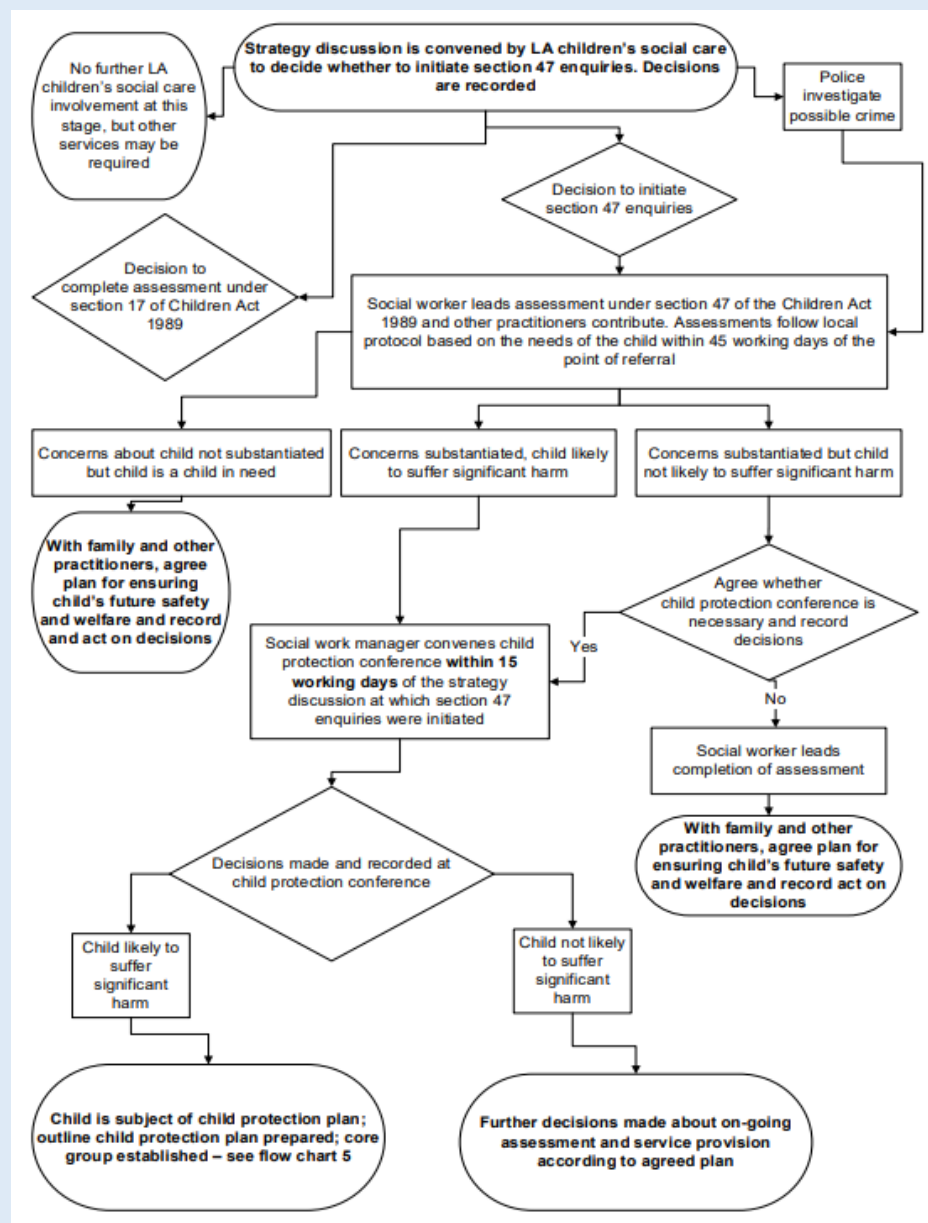 Strategy discussion is convened by LA children's social care
to decide whether to initiate section 47 enquiries. Decisions
are recorded
No further LA
children's social care
involvement at this
stage, but other
services may be
required
Police
investigate
possible crime
Decision to initiate
section 47 enquiries
Decision to
complete assessment under
section 17 of Children Act
1989
Social worker leads assessment under section 47 of the Children Act
1989 and other practitioners contribute. Assessments follow local
protocol based on the needs of the child within 45 working days of the
point of referral
Concerns about child not substantiated
but child is a child in need
Concerns substantiated, child likely
to suffer significant harm
Concerns substantiated but child
not likely to suffer significant harm
With family and other
practitioners, agree
plan for ensuring
child's future safety
and welfare and record
and act on decisions
Agree whether
child protection conference is
necessary and record
decisions
Yes
Social work manager convenes child
protection conference within 15
working days of the strategy
discussion at which section 47
enquiries were initiated
No
Social worker leads
completion of assessment
With family and other
practitioners, agree plan for
ensuring child's future safety
and welfare and record act on
decisions
Decisions made and recorded at
child protection conference
Child likely to
suffer
significant
harm
Child not likely
to suffer
significant
harm
Child is subject of child protection plan;
outline child protection plan prepared; core
group established – see flow chart 5
Further decisions made about on-going
assessment and service provision
according to agreed plan